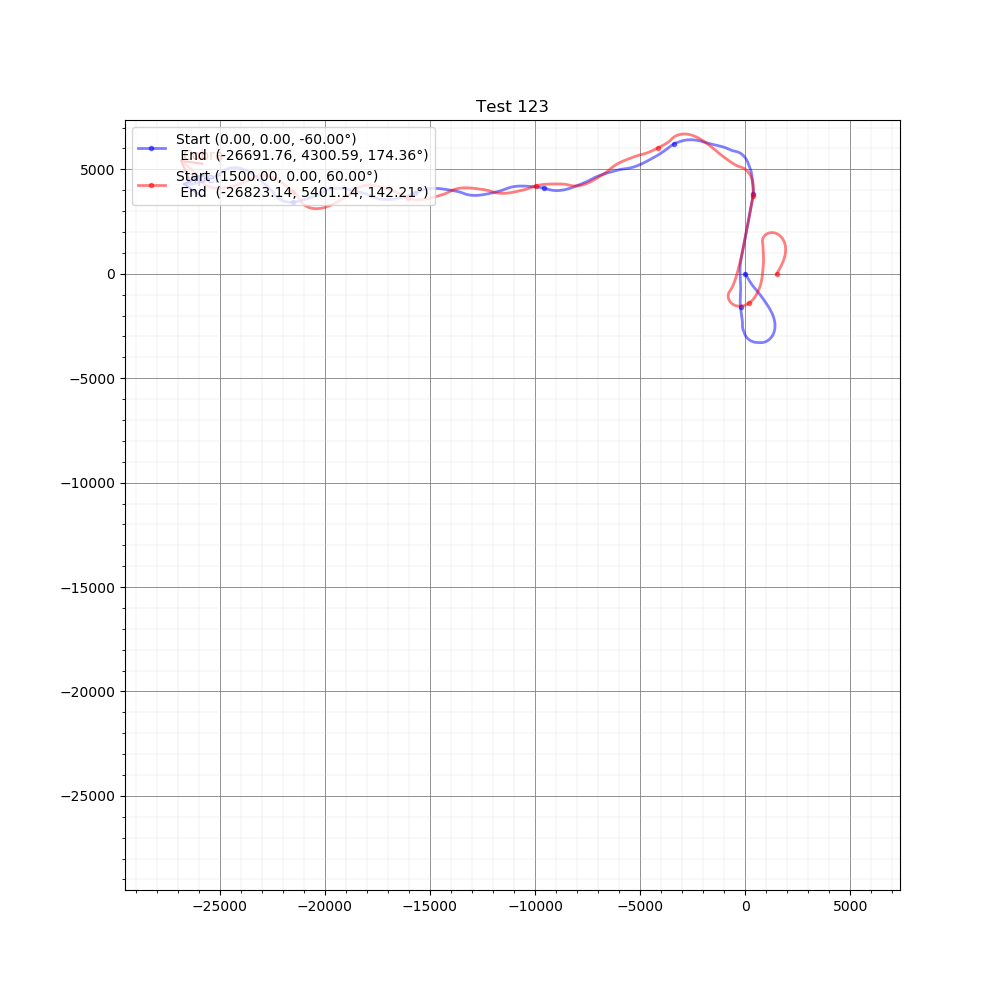 Test 123
Start (0.00, 0.00, -60.00°)
End (-26691.76, 4300.59, 174.36°)
Start (1500.00, 0.00, 60.00°)
End (-26823.14, 5401.14, 142.21°)
5000
0
−5000
−10000
−15000
−20000
−25000
−25000 −20000 −15000 −10000 −5000 0 5000